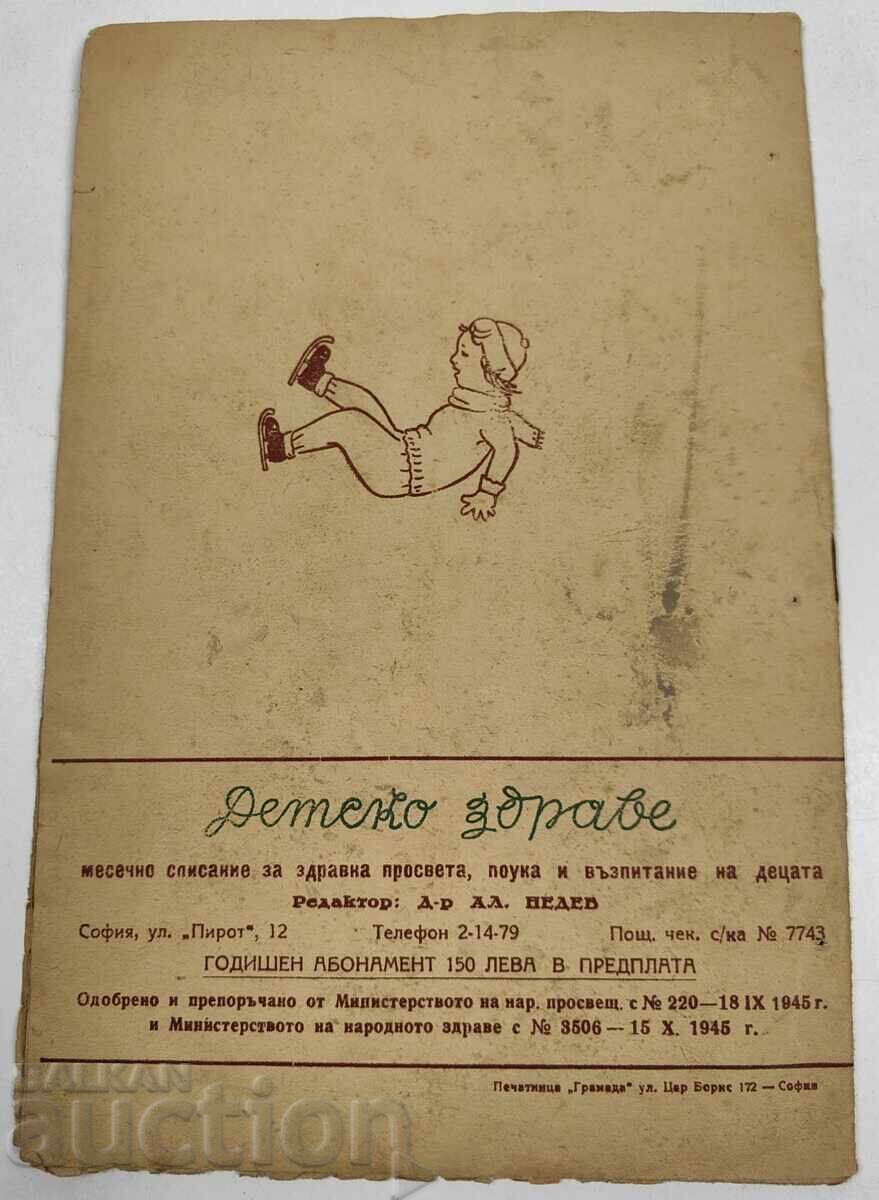 Детско здраве
месечно списание за здравна просвета, поука и възпитание на децата
Редактор: Д-р АЛ. НЕДЕВ
София, ул. „Пирот", 12 Телефон 2-14-79 Пощ. чек. с/ка № 7743
ГОДИШЕН АБОНАМЕНТ 150 ЛЕВА В ПРЕДПЛАТА
Одобрено и препоръчано от Министерството на нар. просвещ. с № 220—18 IX 1945 г.
и Министерството на народното здраве с № 3506 — 15 X. 1945 г.
Печатница „Грамада" ул. Цар Борис 172 — София
BALKAN
auction